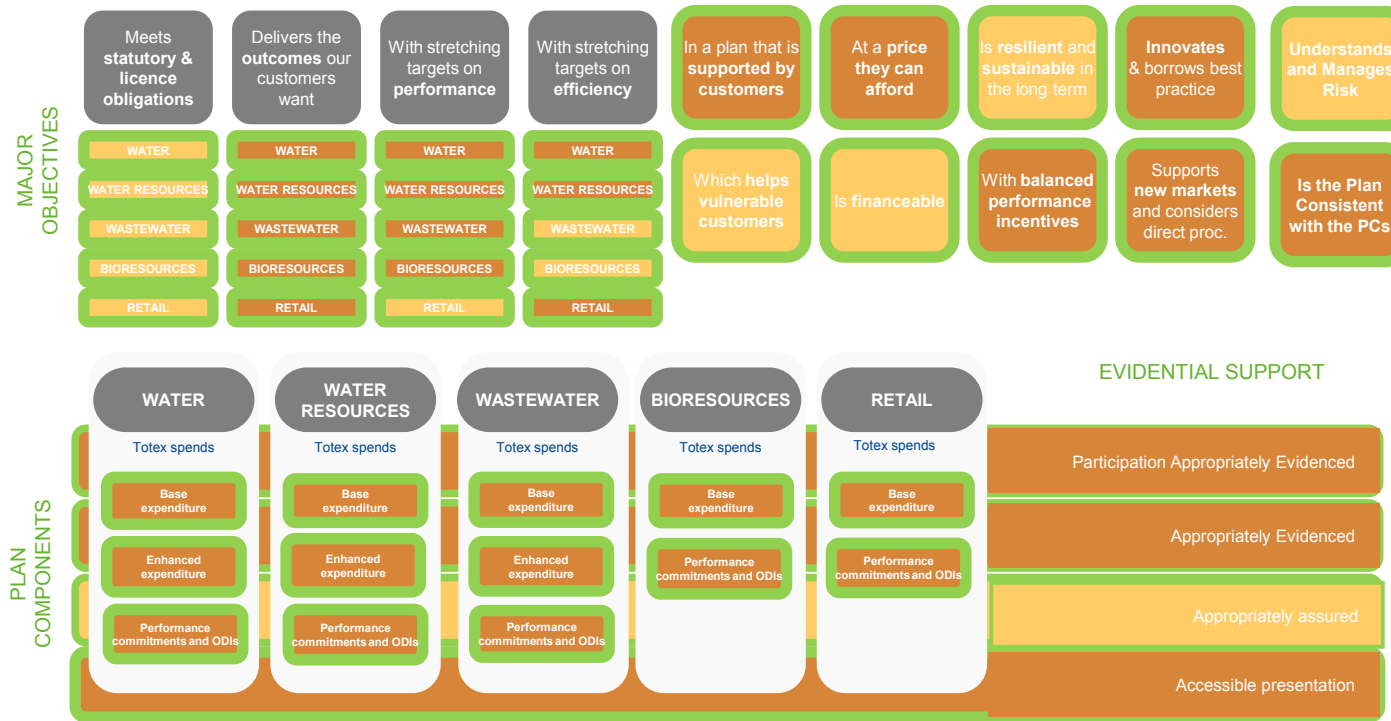 MAJOR
OBJECTIVES
Meets
statutory &
licence
obligations
WATER
WATER RESOURCES
WASTEWATER
BIORESOURCES
RETAIL
Delivers the
outcomes our
customers
want
WATER
WATER RESOURCES
WASTEWATER
BIORESOURCES
RETAIL
With stretching
targets on
performance
WATER
WATER RESOURCES
WASTEWATER
BIORESOURCES
RETAIL
With stretching
targets on
efficiency
WATER
WATER RESOURCES
WASTEWATER
BIORESOURCES
RETAIL
In a plan that is
supported by
customers
At a price
they can
afford
Is resilient and
sustainable in
the long term
Innovates
& borrows best
practice
Understands
and Manages
Risk
Which helps
vulnerable
customers
Is financeable
With balanced
performance
incentives
Supports
new markets
and considers
direct proc.
Is the Plan
Consistent
with the PCs
PLAN
COMPONENTS
WATER
Totex spends
Base
expenditure
Enhanced
expenditure
Performance
commitments and ODIs
WATER
RESOURCES
Totex spends
Base
expenditure
Enhanced
expenditure
Performance
commitments and ODIs
WASTEWATER
Totex spends
Base
expenditure
Enhanced
expenditure
Performance
commitments and ODIs
BIORESOURCES
Totex spends
Base
expenditure
Performance
commitments and ODIs
RETAIL
Totex spends
Base
expenditure
Performance
commitments and ODIs
EVIDENTIAL SUPPORT
Participation Appropriately Evidenced
Appropriately Evidenced
Appropriately assured
Accessible presentation